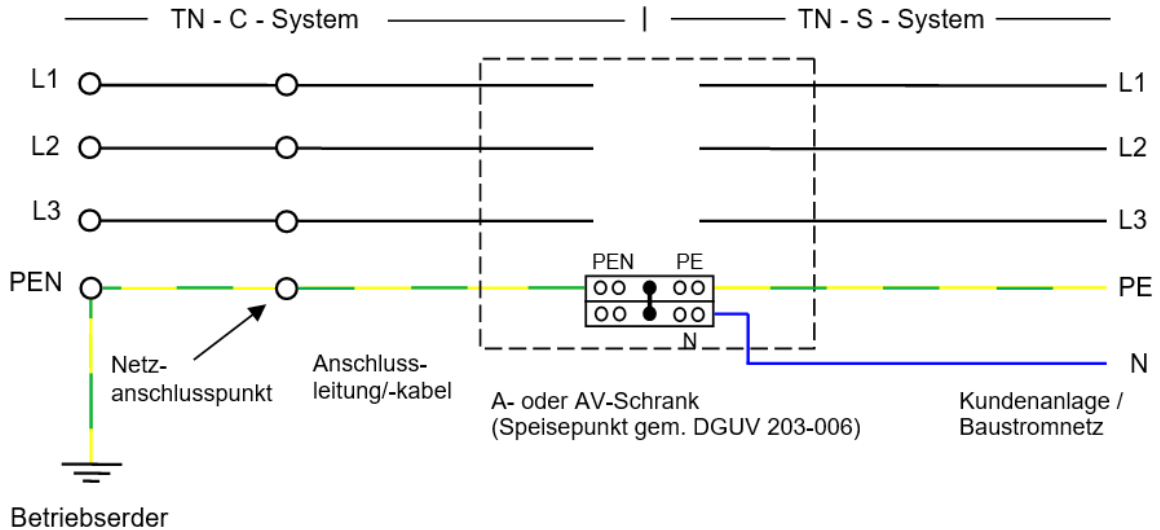 TN - C - System | TN - S - System
L1 L1
L2 L2
L3 L3
PEN PE
PEN PE
N
N
Netz-
anschlusspunkt
Anschluss-
leitung/-kabel
A- oder AV-Schrank
(Speisepunkt gem. DGUV 203-006)
Kundenanlage /
Baustromnetz
Betriebserder